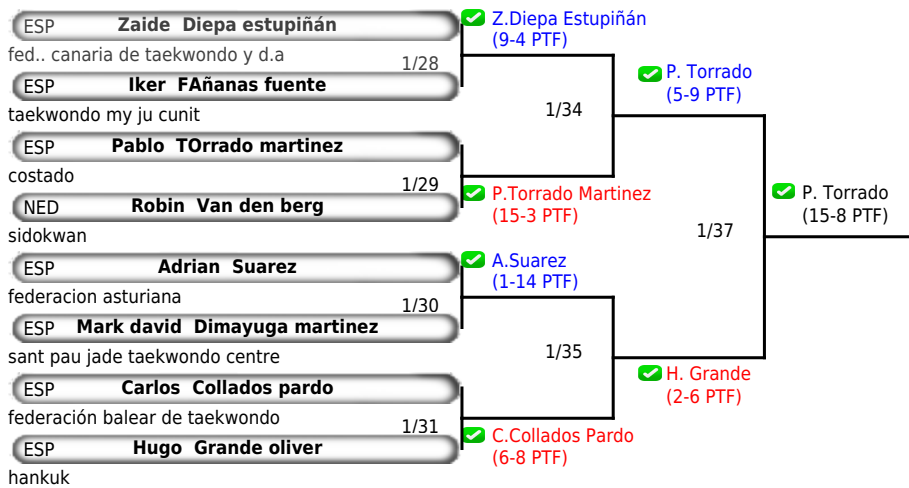 ESP Zaide Diepa estupiñán
fed.. canaria de taekwondo y d.a
1/28
ESP Iker FAñanas fuente
taekwondo my ju cunit
Z.Diepa Estupiñán
(9-4 PTF)
ESP Pablo TOrrado martinez
costado
1/29
NED Robin Van den berg
sidokwan
P.Torrado Martinez
(15-3 PTF)
1/34
P. Torrado
(5-9 PTF)
ESP Adrian Suarez
federacion asturiana
1/30
ESP Mark david Dimayuga martinez
sant pau jade taekwondo centre
A.Suarez
(1-14 PTF)
ESP Carlos Collados pardo
federación balear de taekwondo
1/31
ESP Hugo Grande oliver
hankuk
C.Collados Pardo
(6-8 PTF)
1/35
H. Grande
(2-6 PTF)
1/37
P. Torrado
(15-8 PTF)